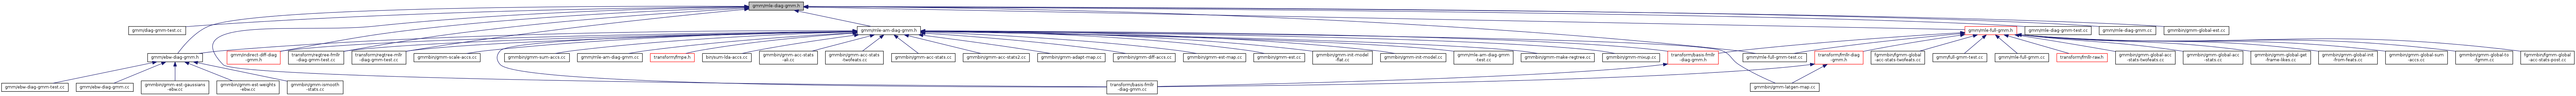 gmm/mle-diag-gmm.h
gmm/diag-gmm-test.cc
gmm/mle-am-diag-gmm.h
gmm/mle-full-gmm.h
gmm/mle-diag-gmm-test.cc
gmm/mle-diag-gmm.cc
gmmbin/gmm-global-est.cc
gmm/ebw-diag-gmm.h
gmm/indirect-diff-diag
-gmm.h
transform/regtree-fmllr
-diag-gmm-test.cc
transform/regtree-mllr
-diag-gmm-test.cc
gmmbin/gmm-scale-accs.cc
gmmbin/gmm-sum-accs.cc
gmm/mle-am-diag-gmm.cc
transform/fmpe.h
bin/sum-lda-accs.cc
gmmbin/gmm-acc-stats
-ali.cc
gmmbin/gmm-acc-stats
-twofeats.cc
gmmbin/gmm-acc-stats.cc
gmmbin/gmm-acc-stats2.cc
gmmbin/gmm-adapt-map.cc
gmmbin/gmm-diff-accs.cc
gmmbin/gmm-est-map.cc
gmmbin/gmm-est.cc
gmmbin/gmm-init-model
-flat.cc
gmmbin/gmm-init-model.cc
gmm/mle-am-diag-gmm
-test.cc
gmmbin/gmm-make-regtree.cc
gmmbin/gmm-mixup.cc
transform/basis-fmllr
-diag-gmm.h
gmm/mle-full-gmm-test.cc
transform/fmllr-diag
-gmm.h
fgmmbin/fgmm-global
-acc-stats-twofeats.cc
gmm/full-gmm-test.cc
gmm/mle-full-gmm.cc
transform/fmllr-raw.h
gmmbin/gmm-global-acc
-stats-twofeats.cc
gmmbin/gmm-global-acc
-stats.cc
gmmbin/gmm-global-get
-frame-likes.cc
gmmbin/gmm-global-init
-from-feats.cc
gmmbin/gmm-global-sum
-accs.cc
gmmbin/gmm-global-to
-fgmm.cc
fgmmbin/fgmm-global
-acc-stats-post.cc
gmm/ebw-diag-gmm-test.cc
gmm/ebw-diag-gmm.cc
gmmbin/gmm-est-gaussians
-ebw.cc
gmmbin/gmm-est-weights
-ebw.cc
gmmbin/gmm-ismooth
-stats.cc
transform/basis-fmllr
-diag-gmm.cc
gmmbin/gmm-latgen-map.cc